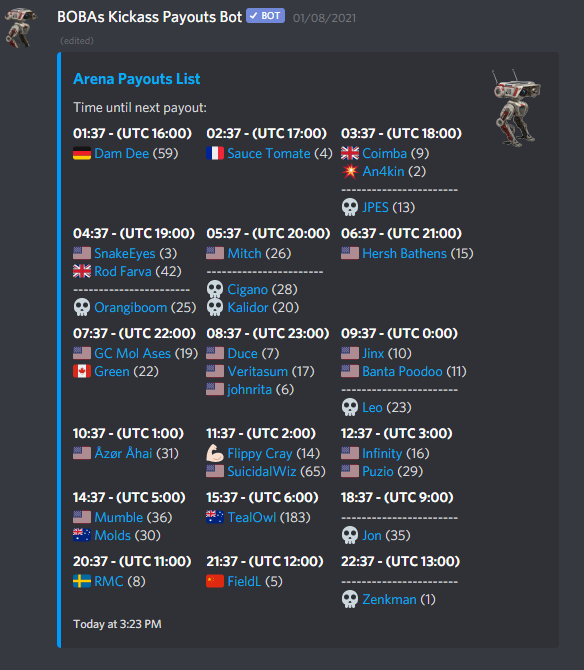 BOBAs Kickass Payouts Bot ✓ BOT 01/08/2021
(edited)
Arena Payouts List
Time until next payout:
01:37 - (UTC 16:00) 02:37 - (UTC 17:00) 03:37 - (UTC 18:00)
Dam Dee (59) Sauce Tomate (4) Coimba (9)
An4kin (2)
-----------------------
JPES (13)
04:37 - (UTC 19:00) 05:37 - (UTC 20:00) 06:37 - (UTC 21:00)
SnakeEyes (3) Mitch (26) Hersh Bathens (15)
Rod Farva (42) -----------------------
----------------------- Cigano (28)
Orangiboom (25) Kalidor (20)
07:37 - (UTC 22:00) 08:37 - (UTC 23:00) 09:37 - (UTC 0:00)
GC Mol Ases (19) Duce (7) Jinx (10)
Green (22) Veritasum (17) Banta Poodoo (11)
johnrita (6) -----------------------
Leo (23)
10:37 - (UTC 1:00) 11:37 - (UTC 2:00) 12:37 - (UTC 3:00)
Åzør Åhai (31) Flippy Cray (14) Infinity (16)
SuicidalWiz (65) Puzio (29)
14:37 - (UTC 5:00) 15:37 - (UTC 6:00) 18:37 - (UTC 9:00)
Mumble (36) TealOwl (183) -----------------------
Molds (30) Jon (35)
20:37 - (UTC 11:00) 21:37 - (UTC 12:00) 22:37 - (UTC 13:00)
RMC (8) FieldL (5) -----------------------
Zenkman (1)
Today at 3:23 PM